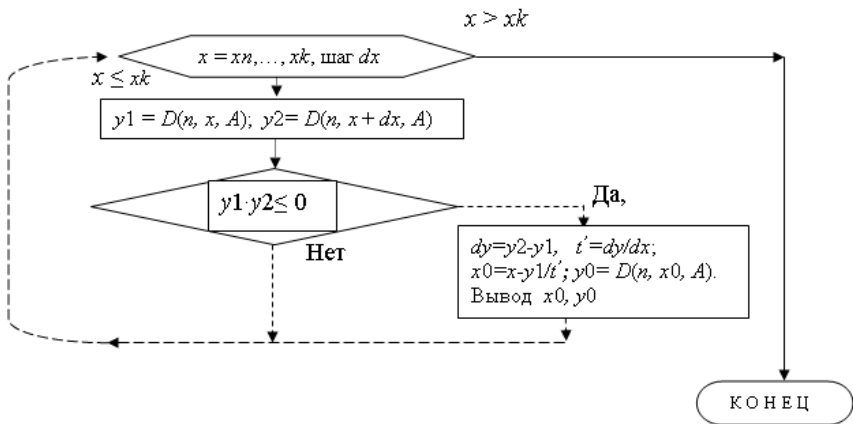 x > xk
x = xn,…, xk, шаг dx
x ≤ xk
y1 = D(n, x, A); y2= D(n, x+ dx, A)
y1·y2≤ 0
Да,
Нет
dy=y2-y1, t'=dy/dx;
x0=x-y1/t'; y0= D(n, x0, A).
Вывод x0, y0
КОНЕЦ